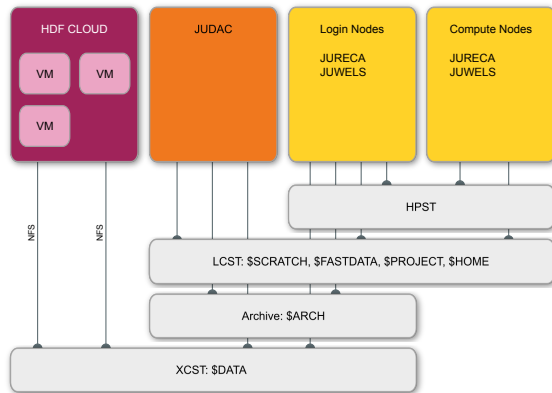 HDF CLOUD
JUDAC
Login Nodes
Compute Nodes
VM
VM
VM
JURECA
JUWELS
JURECA
JUWELS
HPST
NFS
NFS
LCST: $SCRATCH, $FASTDATA, $PROJECT, $HOME
Archive: $ARCH
XCST: $DATA